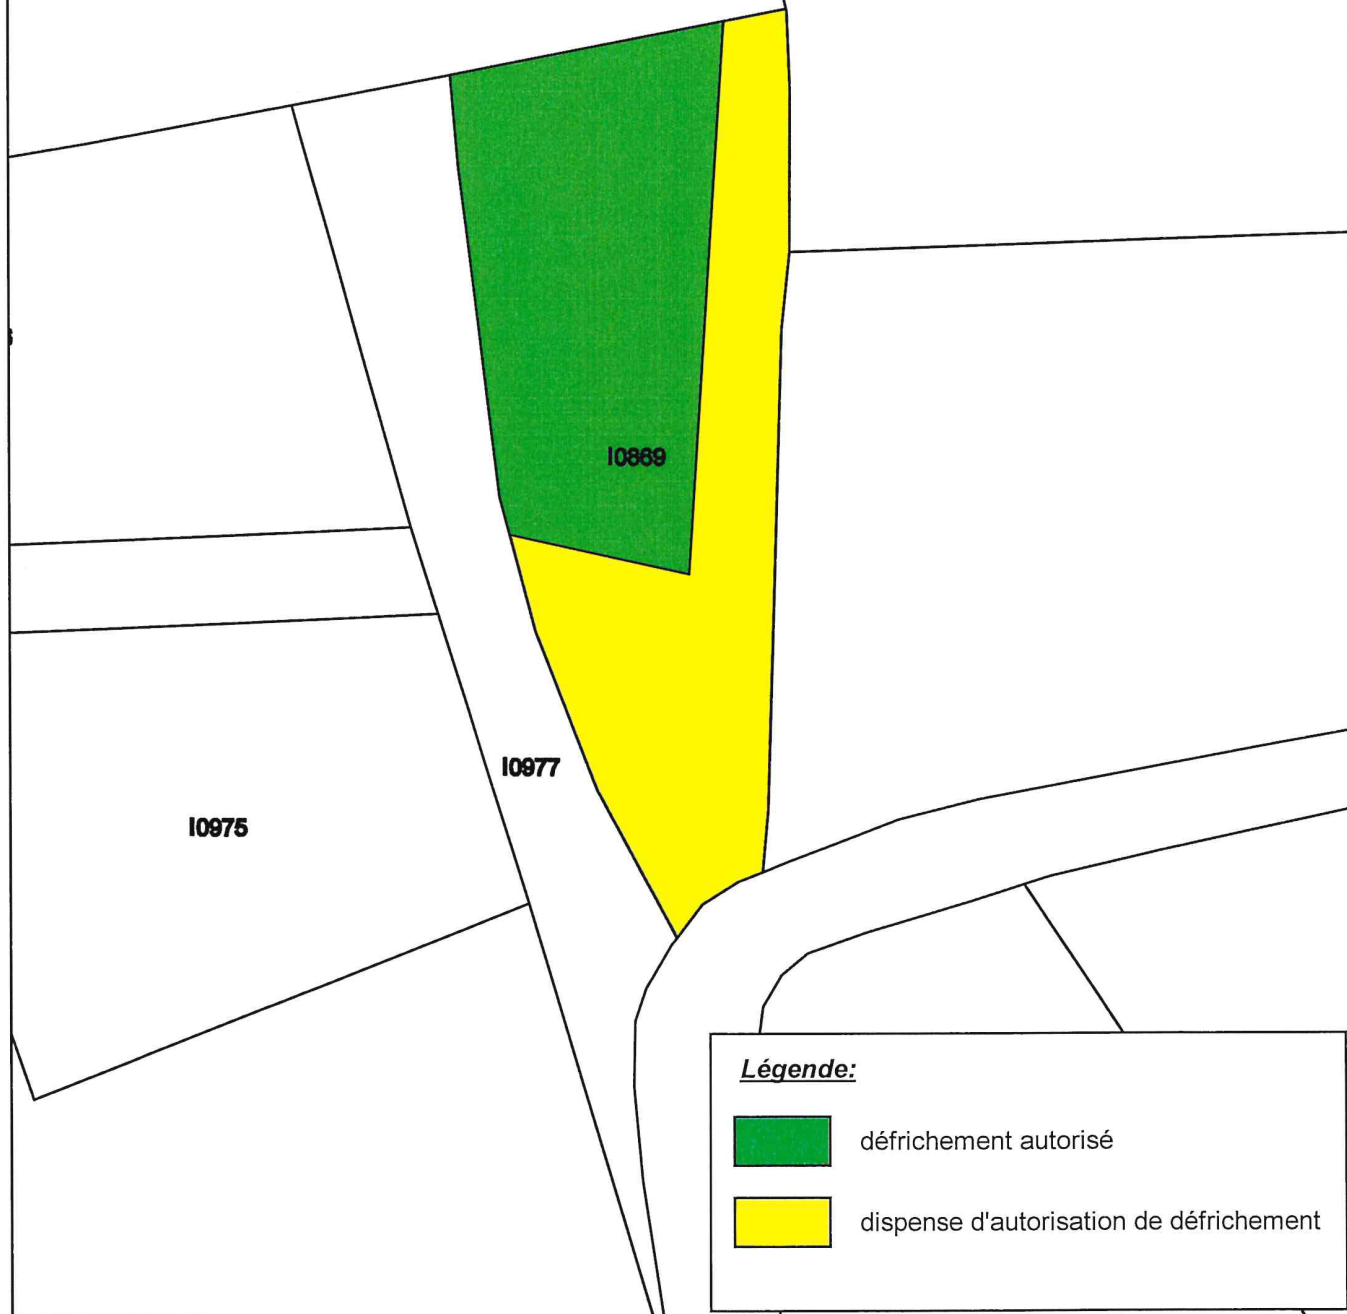 I0869
I0977
I0975
Légende:
défrichement autorisé
dispense d'autorisation de défrichement